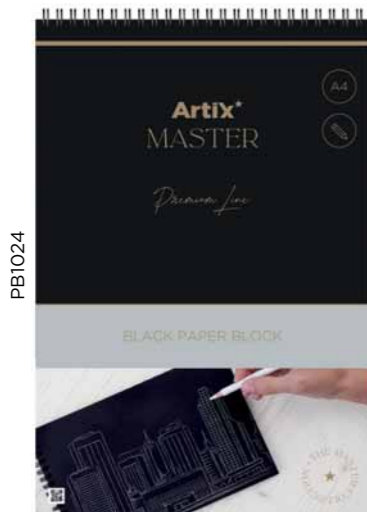 A4
Artix*
MASTER
Premium Line
PB1024
BLACK PAPER BLOCK